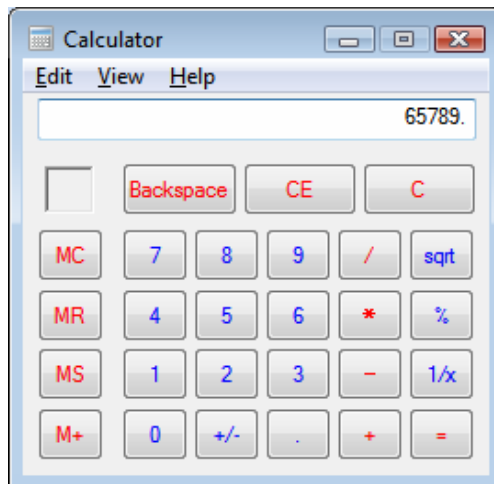 Calculator
Edit View Help
65789.
Backspace CE C
MC 7 8 9 / sqrt
MR 4 5 6 * %
MS 1 2 3 - 1/x
M+ 0 +/- . + =